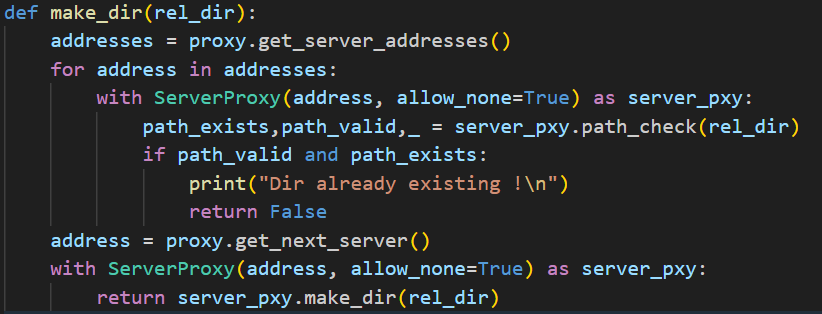 def make_dir(rel_dir):
    addresses = proxy.get_server_addresses()
    for address in addresses:
        with ServerProxy(address, allow_none=True) as server_pxy:
            path_exists,path_valid,_ = server_pxy.path_check(rel_dir)
            if path_valid and path_exists:
                print("Dir already existing !\n")
                return False
    address = proxy.get_next_server()
    with ServerProxy(address, allow_none=True) as server_pxy:
        return server_pxy.make_dir(rel_dir)